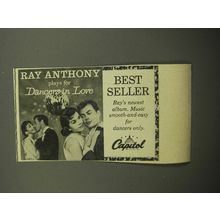 RAY ANTHONY
plays for
Dancers in Love
BEST
SELLER
Ray's newest
album. Music
smooth-and-easy
for
dancers only.
Capitol